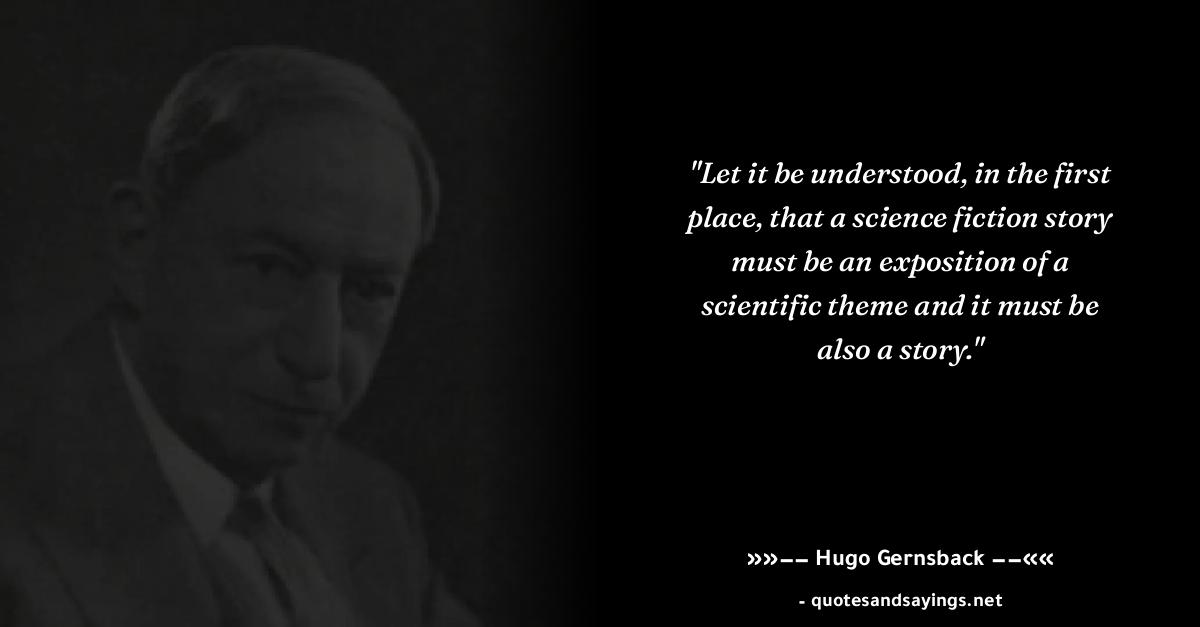 "Let it be understood, in the first
place, that a science fiction story
must be an exposition of a
scientific theme and it must be
also a story."
»»−− Hugo Gernsback −−««
- quotesandsayings.net